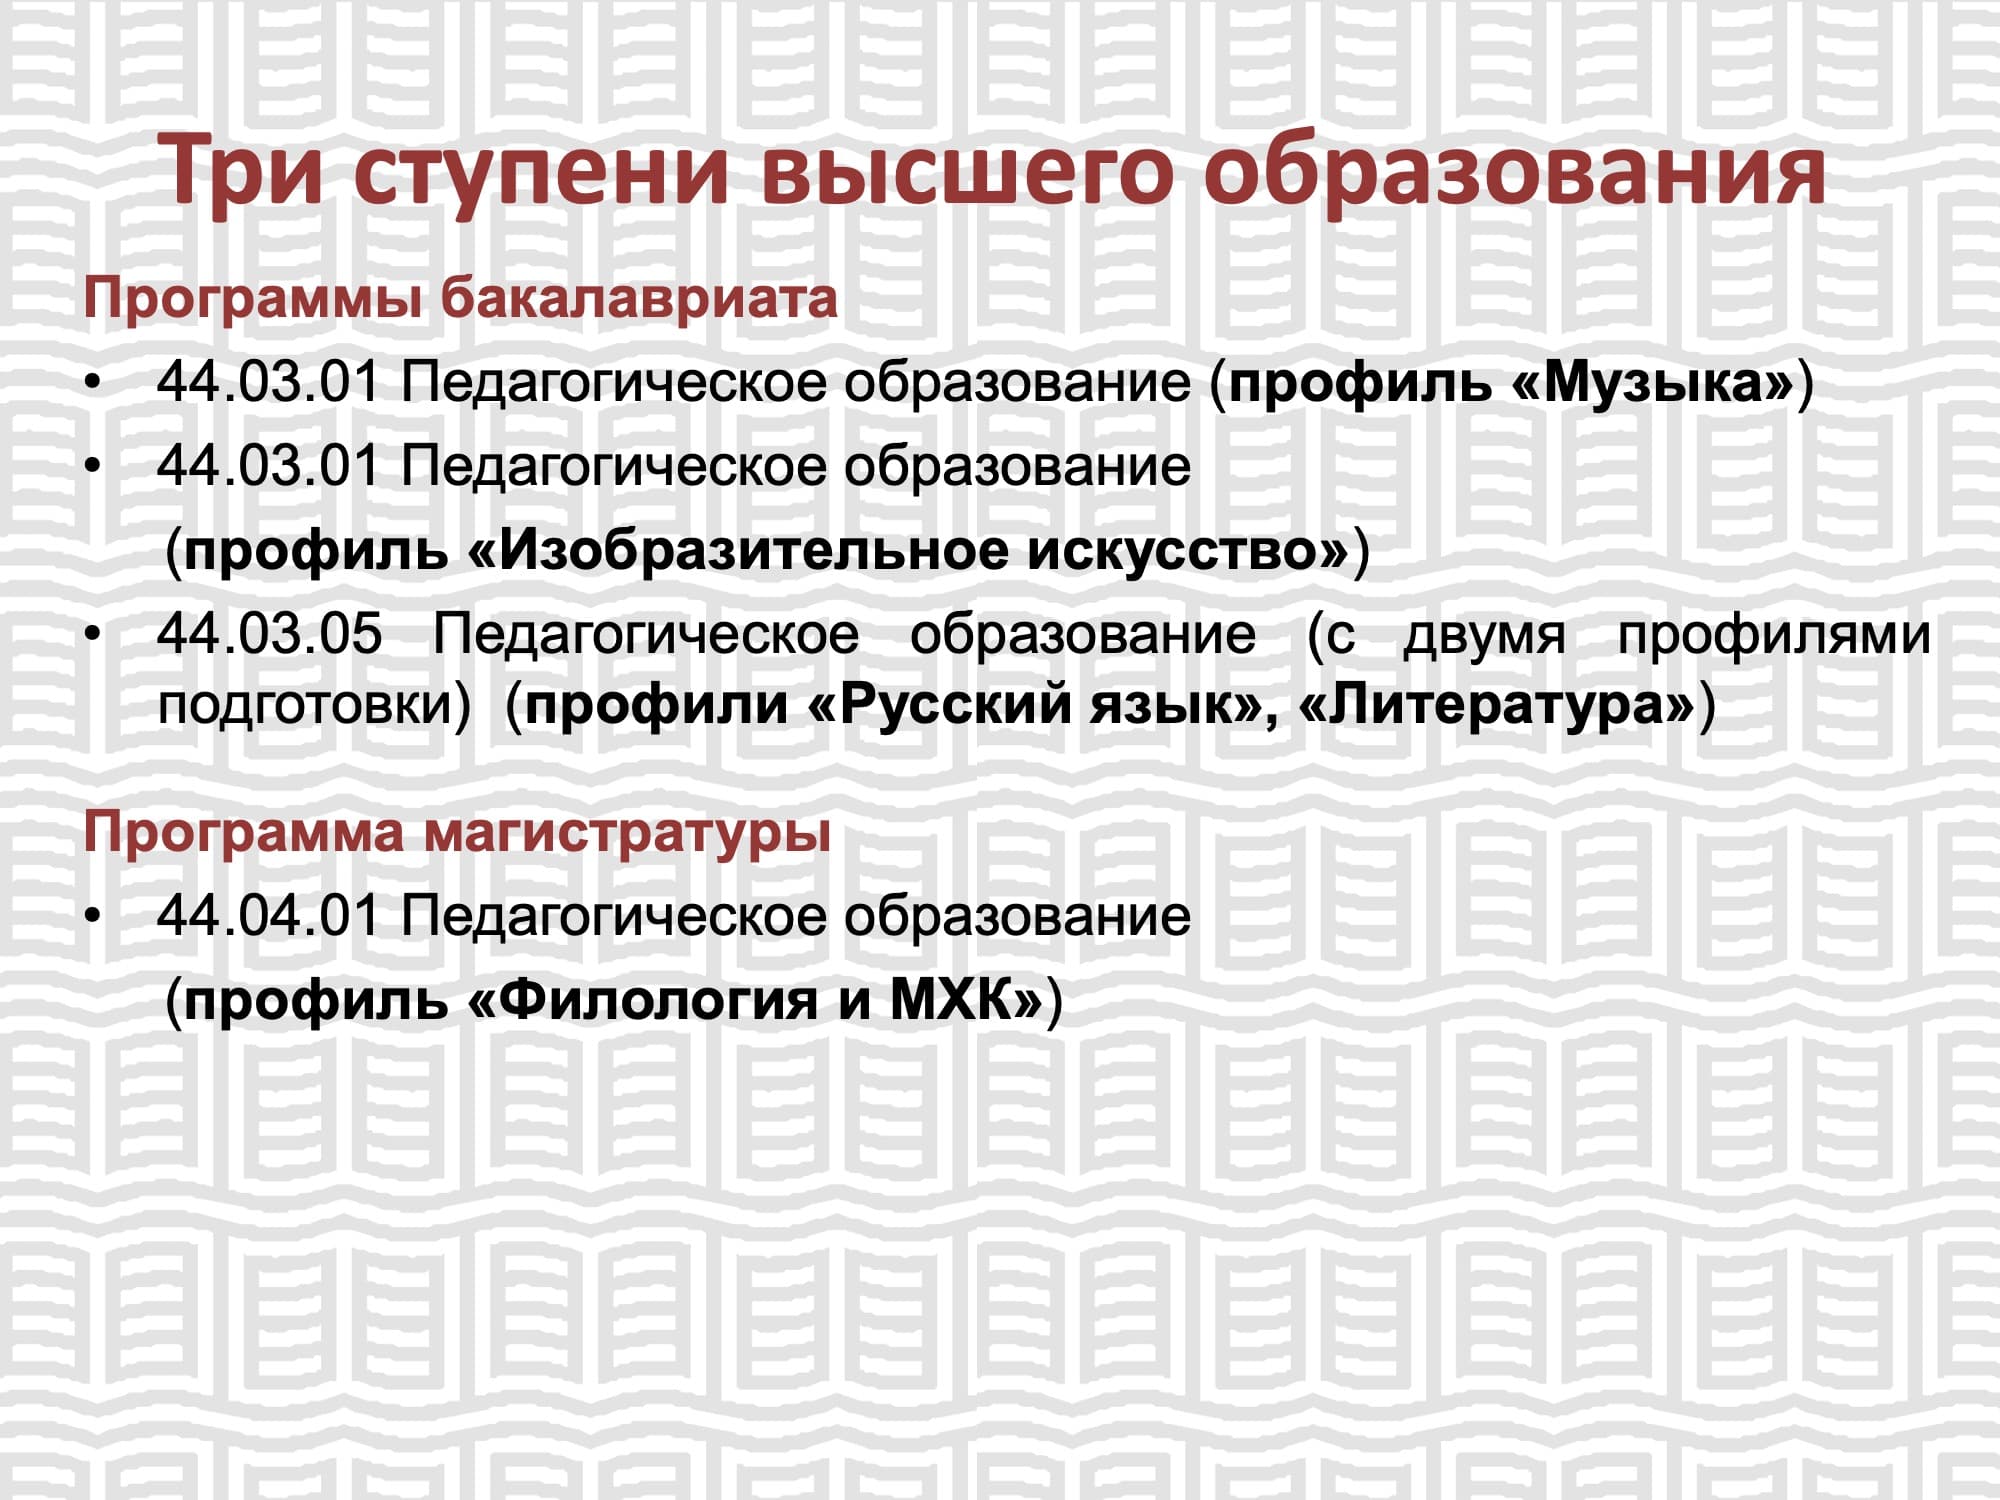 Три ступени высшего образования
Программы бакалавриата
• 44.03.01 Педагогическое образование (профиль «Музыка»)
• 44.03.01 Педагогическое образование
(профиль «Изобразительное искусство»)
• 44.03.05 Педагогическое образование (с двумя профилями
подготовки) (профили «Русский язык», «Литература»)
Программа магистратуры
• 44.04.01 Педагогическое образование
(профиль «Филология и МХК»)